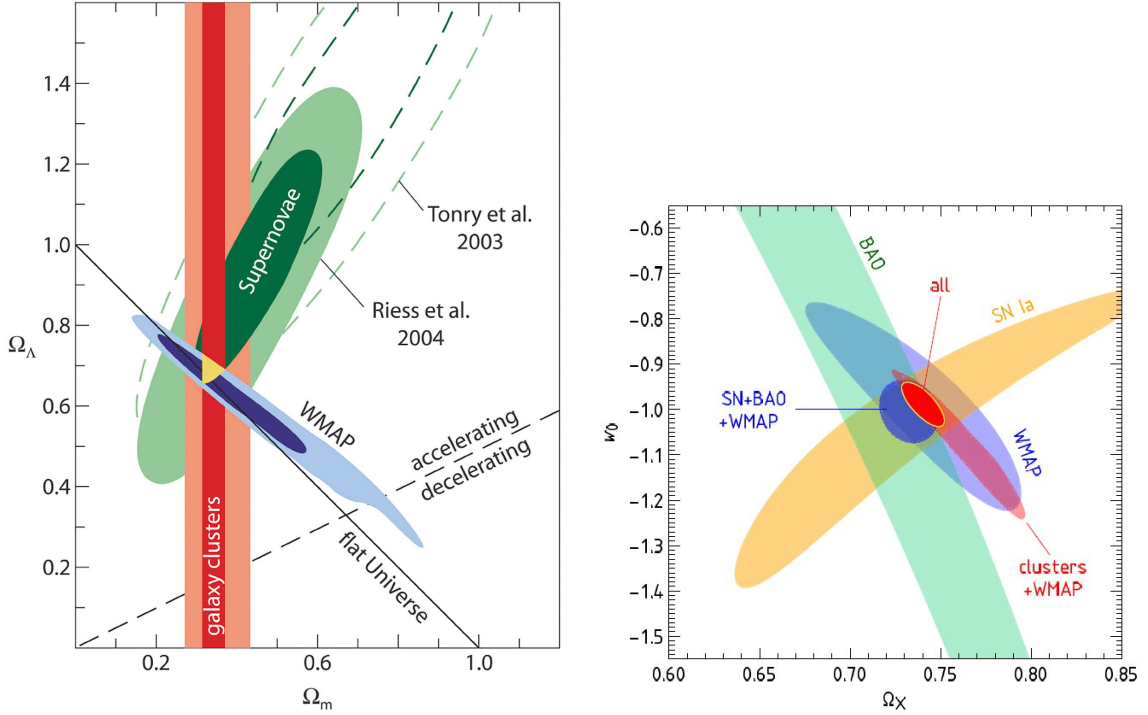 1.4
1.2
1.0
0.8
0.6
0.4
0.2
Ω_Λ
0.2
0.6
1.0
Ω_m
Supernovae
Tonry et al.
2003
Riess et al.
2004
WMAP
accelerating
decelerating
flat Universe
galaxy clusters
-0.6
-0.7
-0.8
-0.9
-1.0
-1.1
-1.2
-1.3
-1.4
-1.5
w_0
0.60
0.65
0.70
0.75
0.80
0.85
Ω_X
BAO
all
SN Ia
SN+BAO
+WMAP
WMAP
clusters
+WMAP